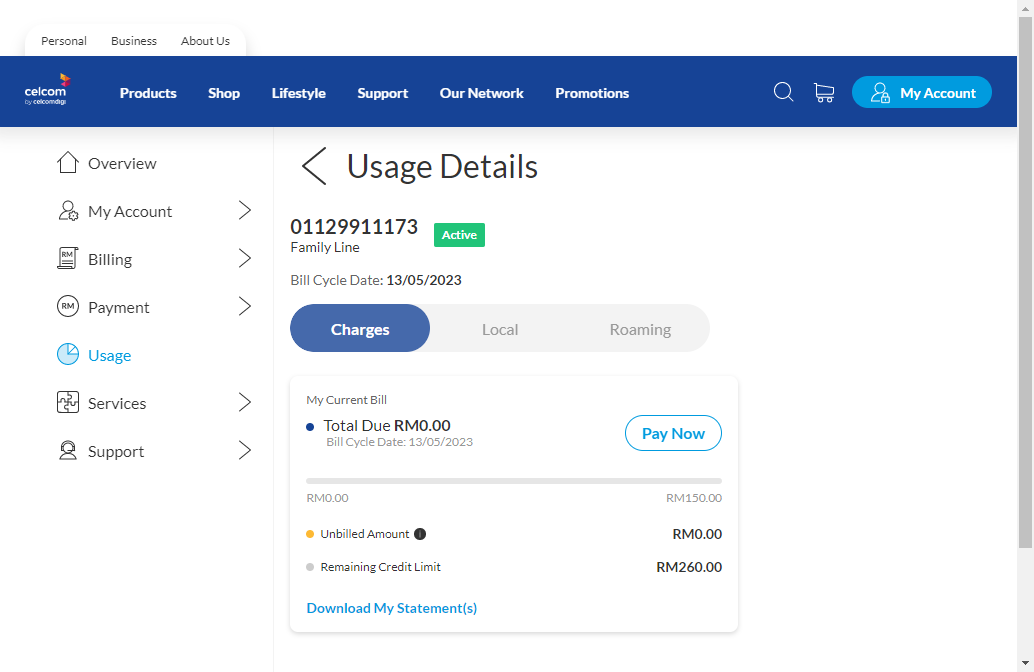 Personal Business About Us
celcom
by celcomdigi
Products Shop Lifestyle Support Our Network Promotions My Account
Overview
My Account
RM Billing
RM Payment
Usage
Services
Support
Usage Details
01129911173 Active
Family Line
Bill Cycle Date: 13/05/2023
Charges Local Roaming
My Current Bill
Total Due RM0.00
Bill Cycle Date: 13/05/2023
Pay Now
RM0.00 RM150.00
Unbilled Amount RM0.00
Remaining Credit Limit RM260.00
Download My Statement(s)